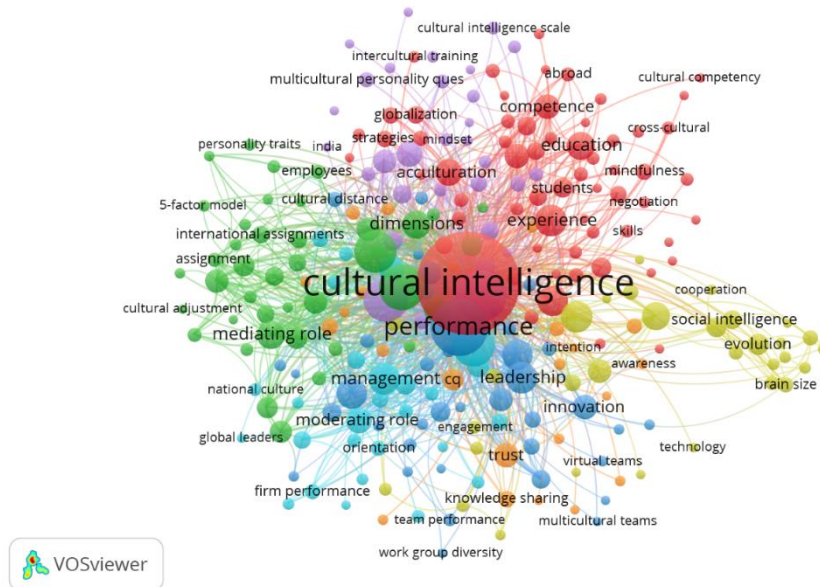 cultural intelligence scale
intercultural training
multicultural personality ques
abroad
cultural competency
globalization
competence
cross-cultural
strategies
mindset
education
personality traits
india
employees
acculturation
mindfulness
students
5-factor model
cultural distance
negotiation
dimensions
experience
skills
international assignments
assignment
cultural intelligence
cooperation
cultural adjustment
performance
social intelligence
mediating role
evolution
intention
awareness
management
cq
leadership
brain size
national culture
moderating role
innovation
global leaders
engagement
orientation
trust
virtual teams
technology
firm performance
knowledge sharing
team performance
multicultural teams
work group diversity
VOSviewer